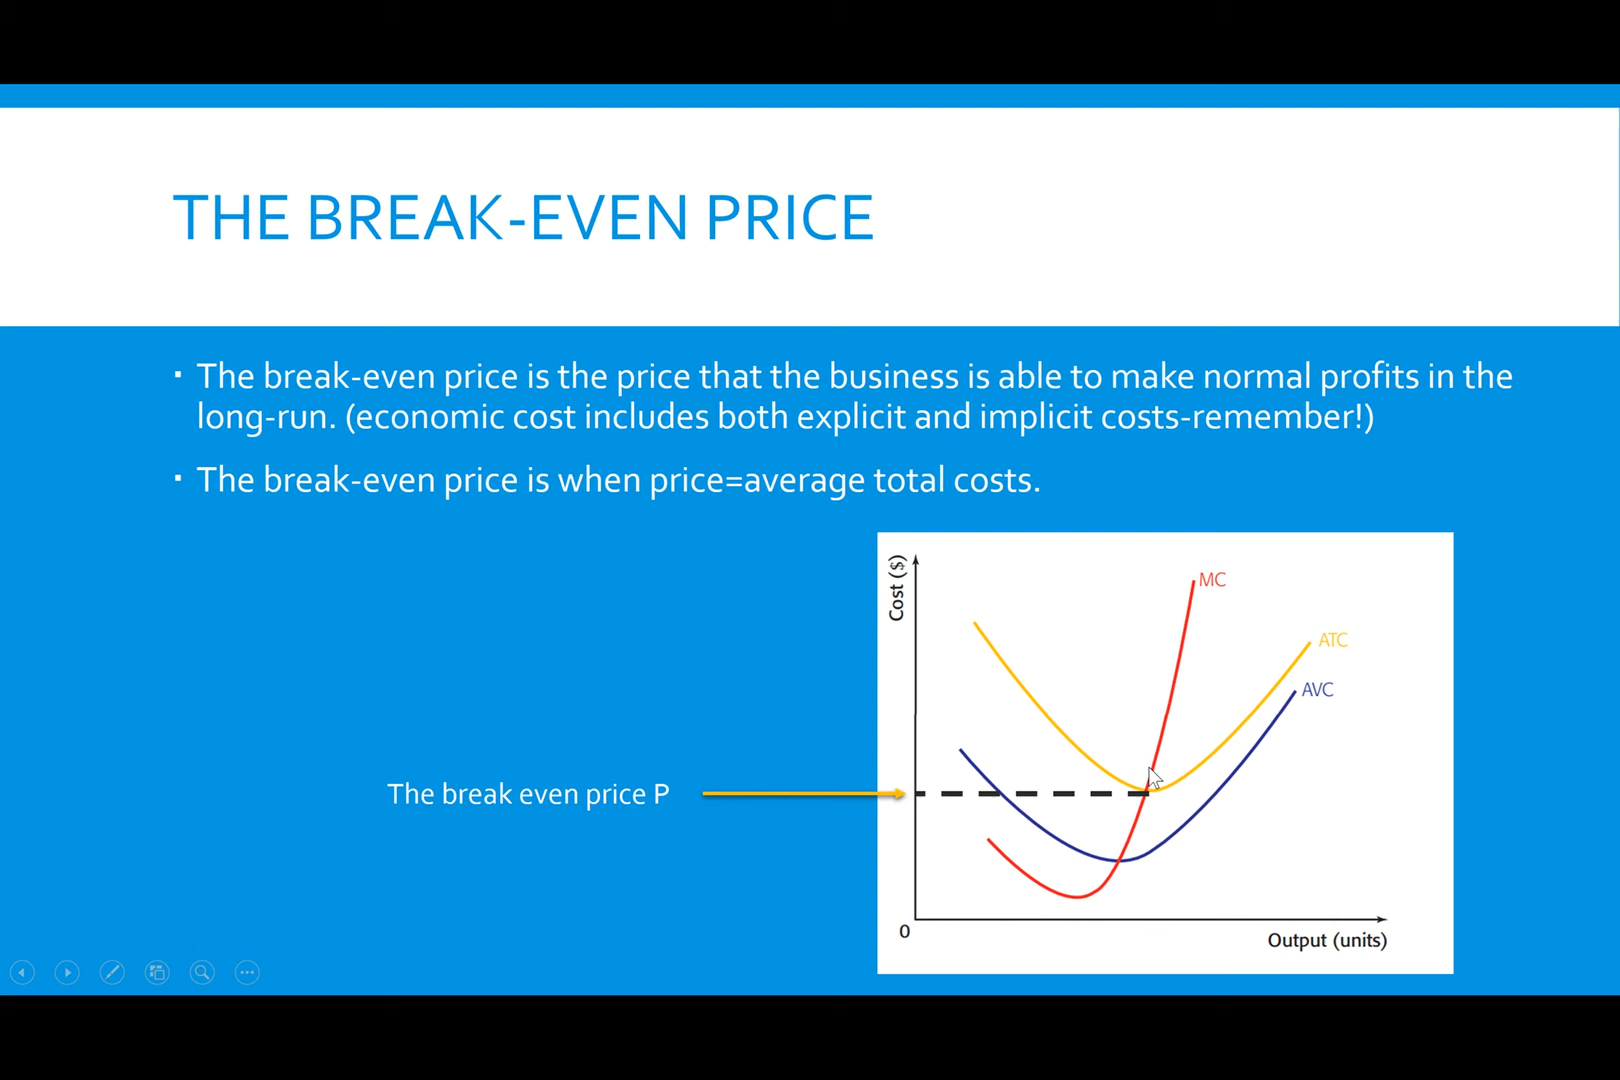 THE BREAK-EVEN PRICE
▪ The break-even price is the price that the business is able to make normal profits in the
long-run. (economic cost includes both explicit and implicit costs-remember!)
▪ The break-even price is when price=average total costs.
Cost ($)
MC
ATC
AVC
The break even price P
0
Output (units)